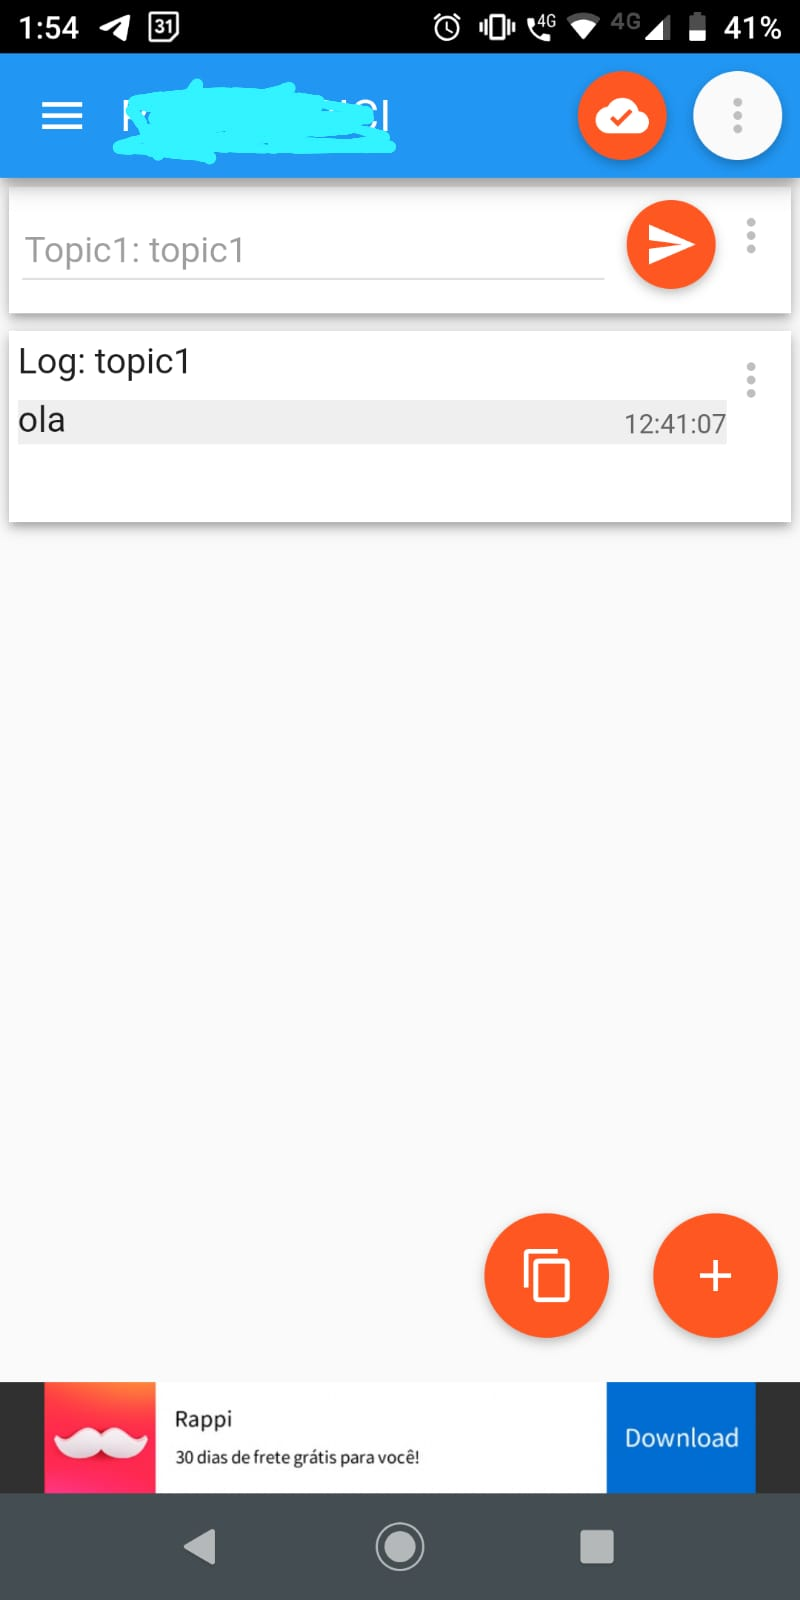 1:54 31 4G 4G 41%
Topic1: topic1
Log: topic1
ola 12:41:07
Rappi
30 dias de frete grátis para você!
Download